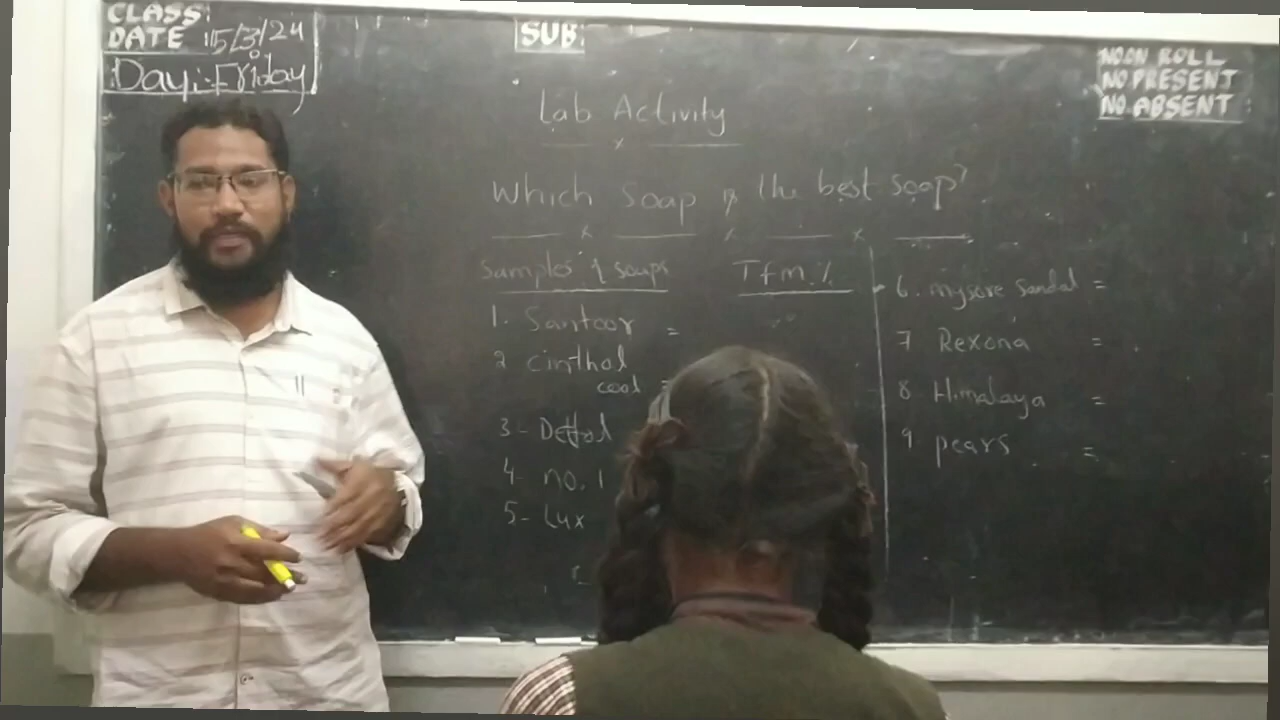 CLASS:
DATE : 15/3/24
Day: Friday
SUB:
NO.ON ROLL
NO PRESENT
NO.ABSENT :
Lab Activity
Which Soap is the best soap?
Samples of soaps
Tfm.%
1. Santoor =
2 cinthol
cool =
3- Dettol
4- no. 1
5- Lux
6. mysore sandal =
7 Rexona =
8 Himalaya =
9 pears =